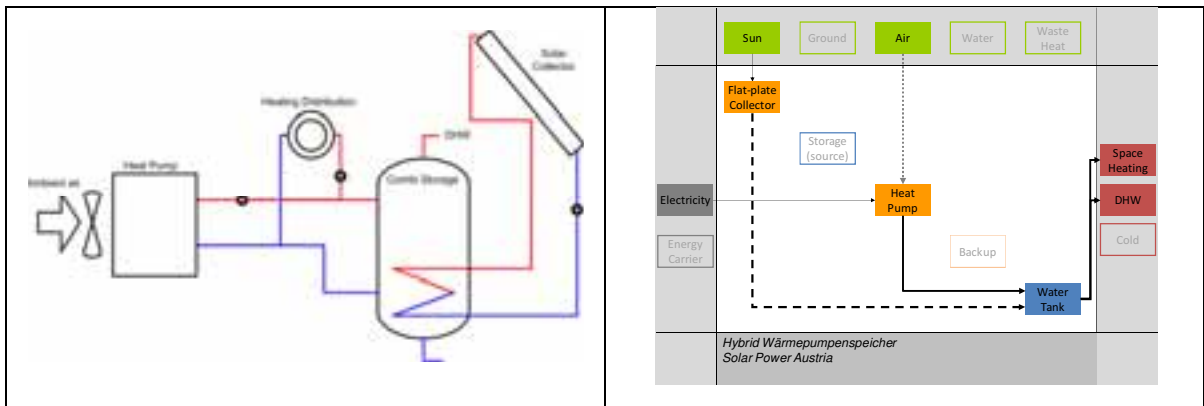 Solar
Collector
Heating Distribution
DHW
Heat Pump
Combi Storage
Ambient air
Sun
Ground
Air
Water
Waste
Heat
Flat-plate
Collector
Storage
(source)
Space
Heating
Electricity
Heat
Pump
DHW
Energy
Carrier
Backup
Cold
Water
Tank
Hybrid Wärmepumpenspeicher
Solar Power Austria